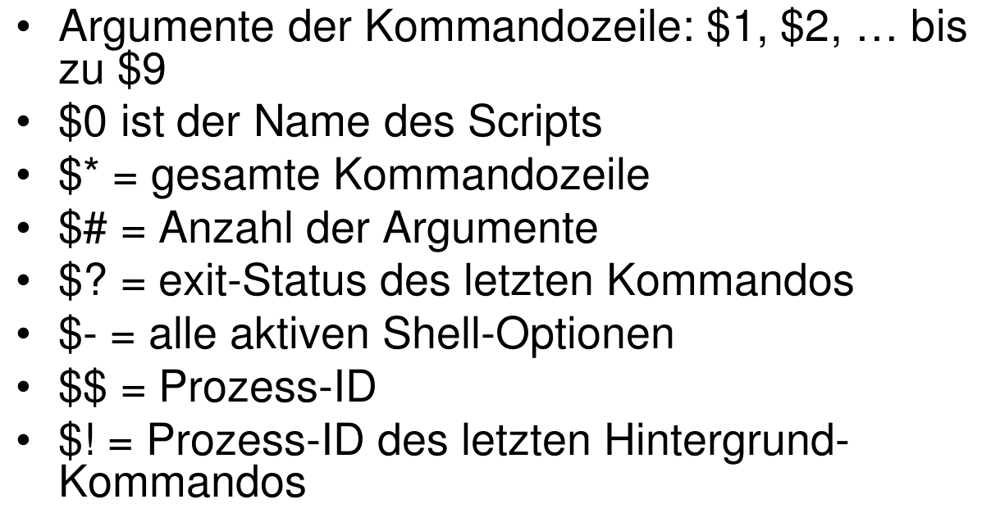 • Argumente der Kommandozeile: $1, $2, … bis
zu $9
• $0 ist der Name des Scripts
• $* = gesamte Kommandozeile
• $# = Anzahl der Argumente
• $? = exit-Status des letzten Kommandos
• $- = alle aktiven Shell-Optionen
• $$ = Prozess-ID
• $! = Prozess-ID des letzten Hintergrund-
Kommandos